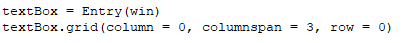 textBox = Entry(win)
textBox.grid(column = 0, columnspan = 3, row = 0)